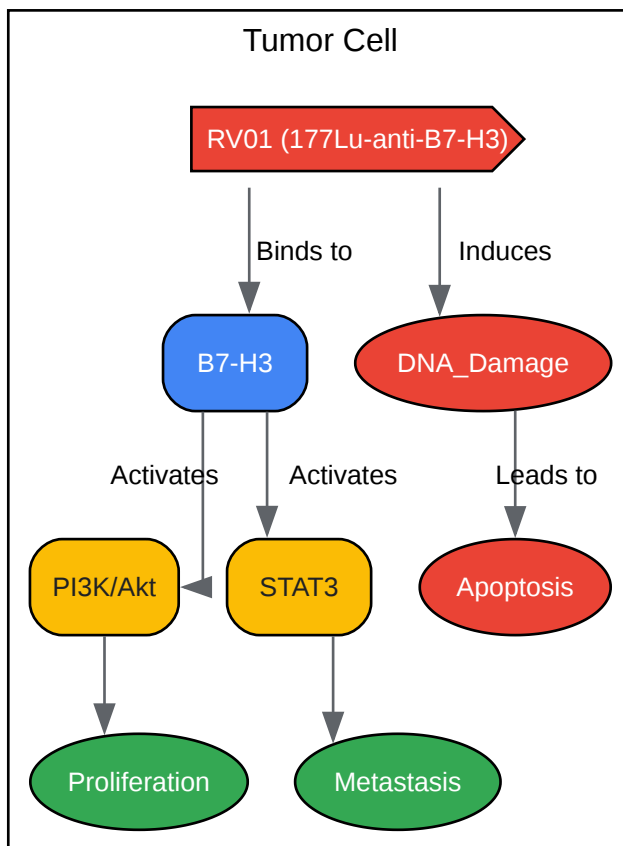 Tumor Cell
RV01 (177Lu-anti-B7-H3)
Binds to
Induces
B7-H3
DNA_Damage
Activates
Activates
Leads to
PI3K/Akt
STAT3
Apoptosis
Proliferation
Metastasis